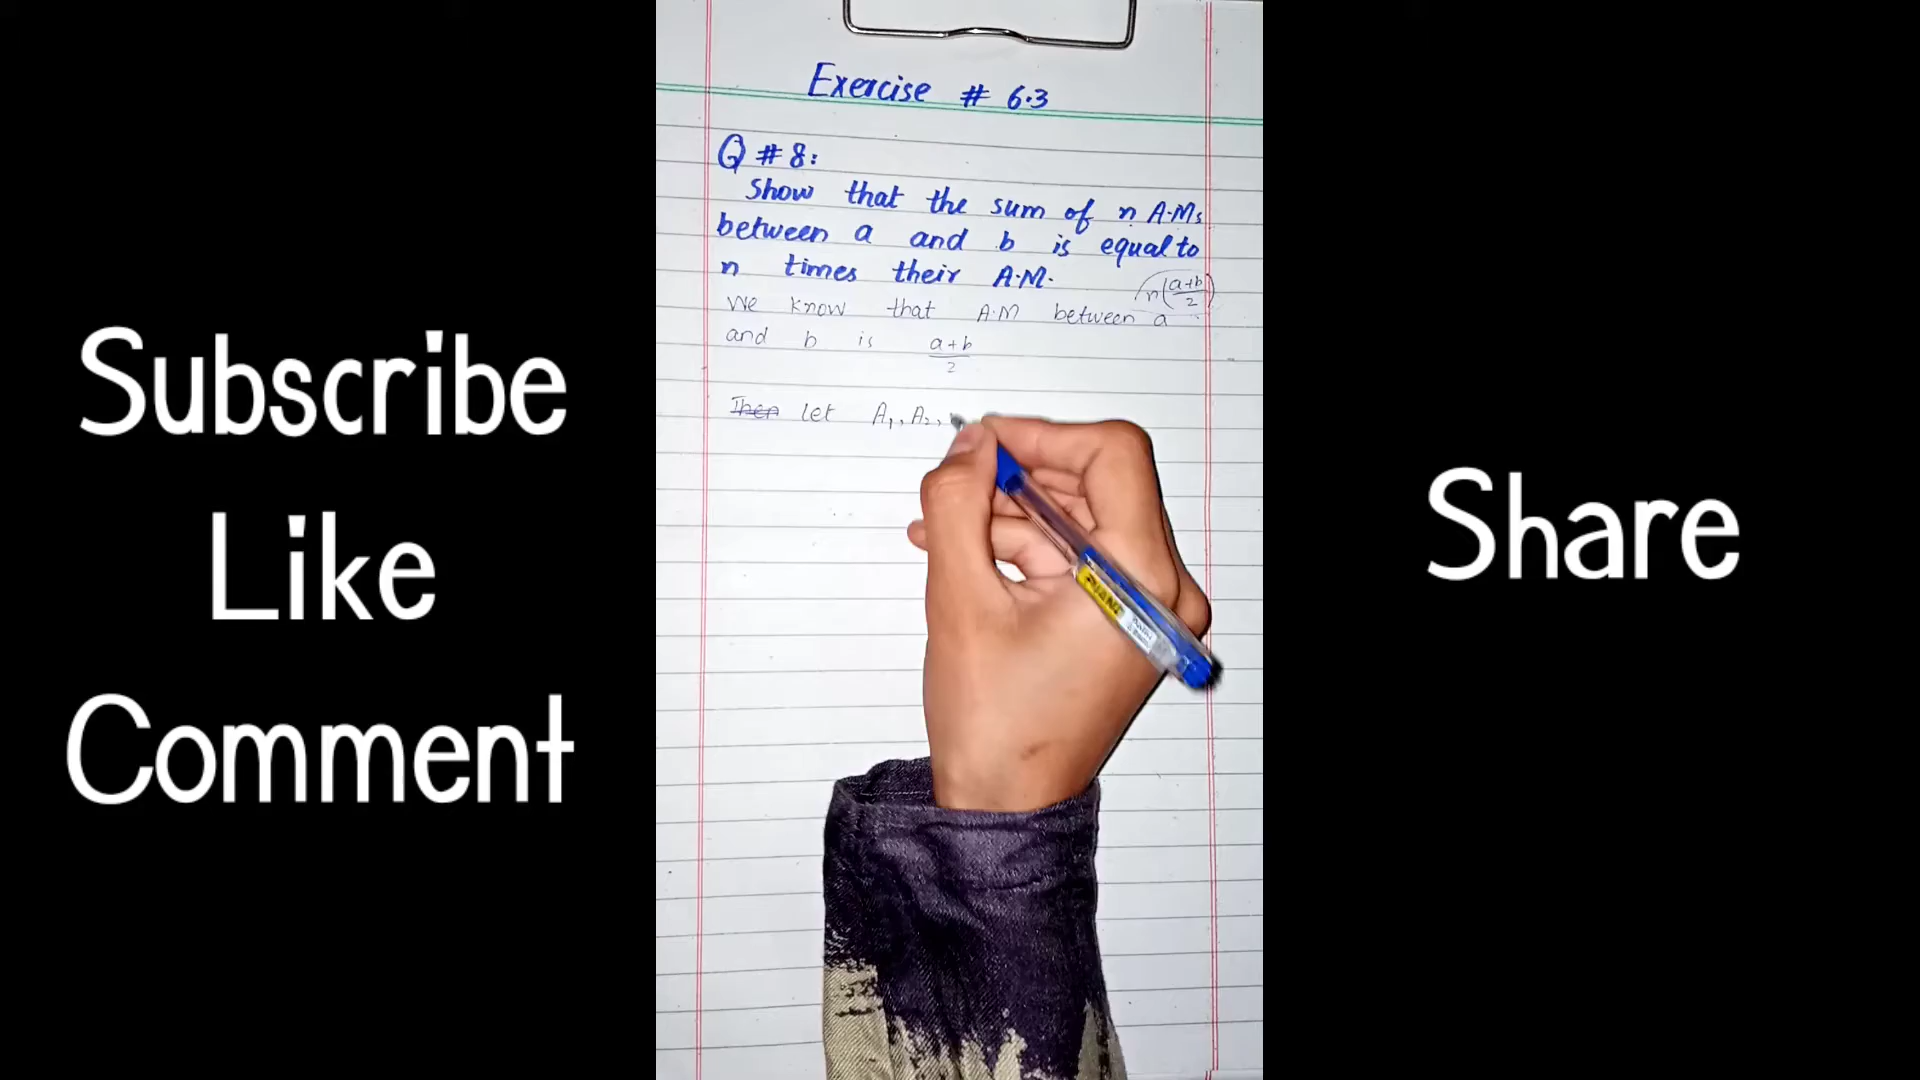 Subscribe
Like
Comment
Exercise # 6.3
Q # 8:
Show that the sum of n A.Ms
between a and b is equal to
n times their A.M.
n(a+b/2)
We know that A.M between a
and b is a+b/2
Then let A1, A2,
Share